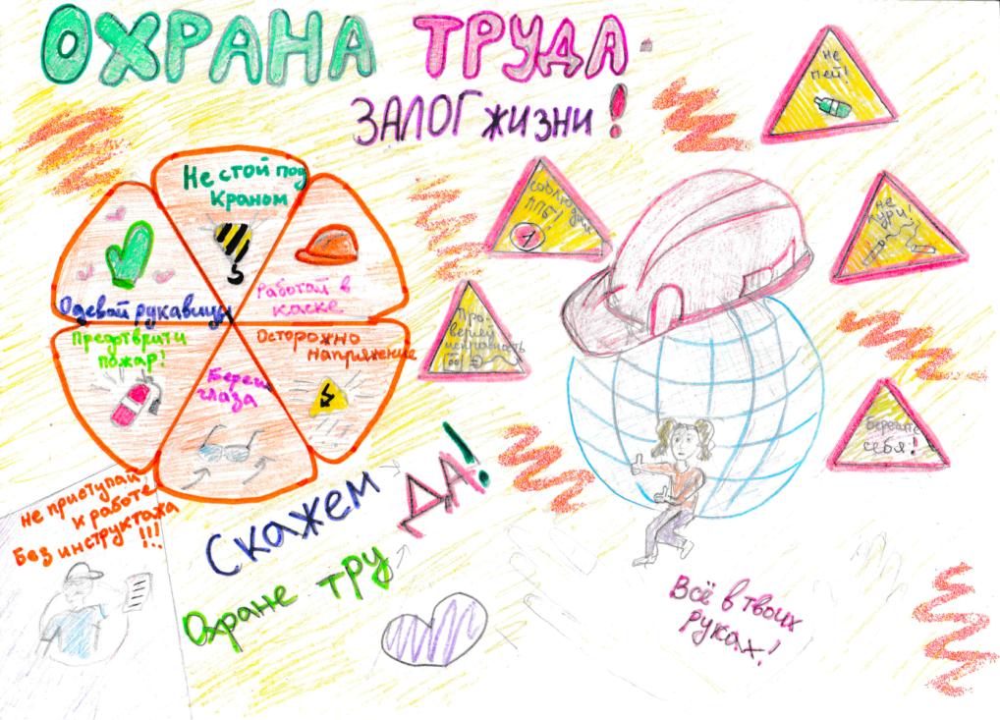 ОХРАНА ТРУДА-
ЗАЛОГ ЖИЗНИ!
Не стой под
Краном
Работай в
каске
Осторожно
напряжение
Береги
глаза
Предотврати
пожар!
Одевай рукавицы
Не пей!
Соблюдай
ППБ!
Не
кури!
Про-
веряй
исправность
Берегите
себя!
Не приступай
к работе
Без инструктажа
!!!
Скажем ДА!
Охране тру
Всё в твоих
руках!